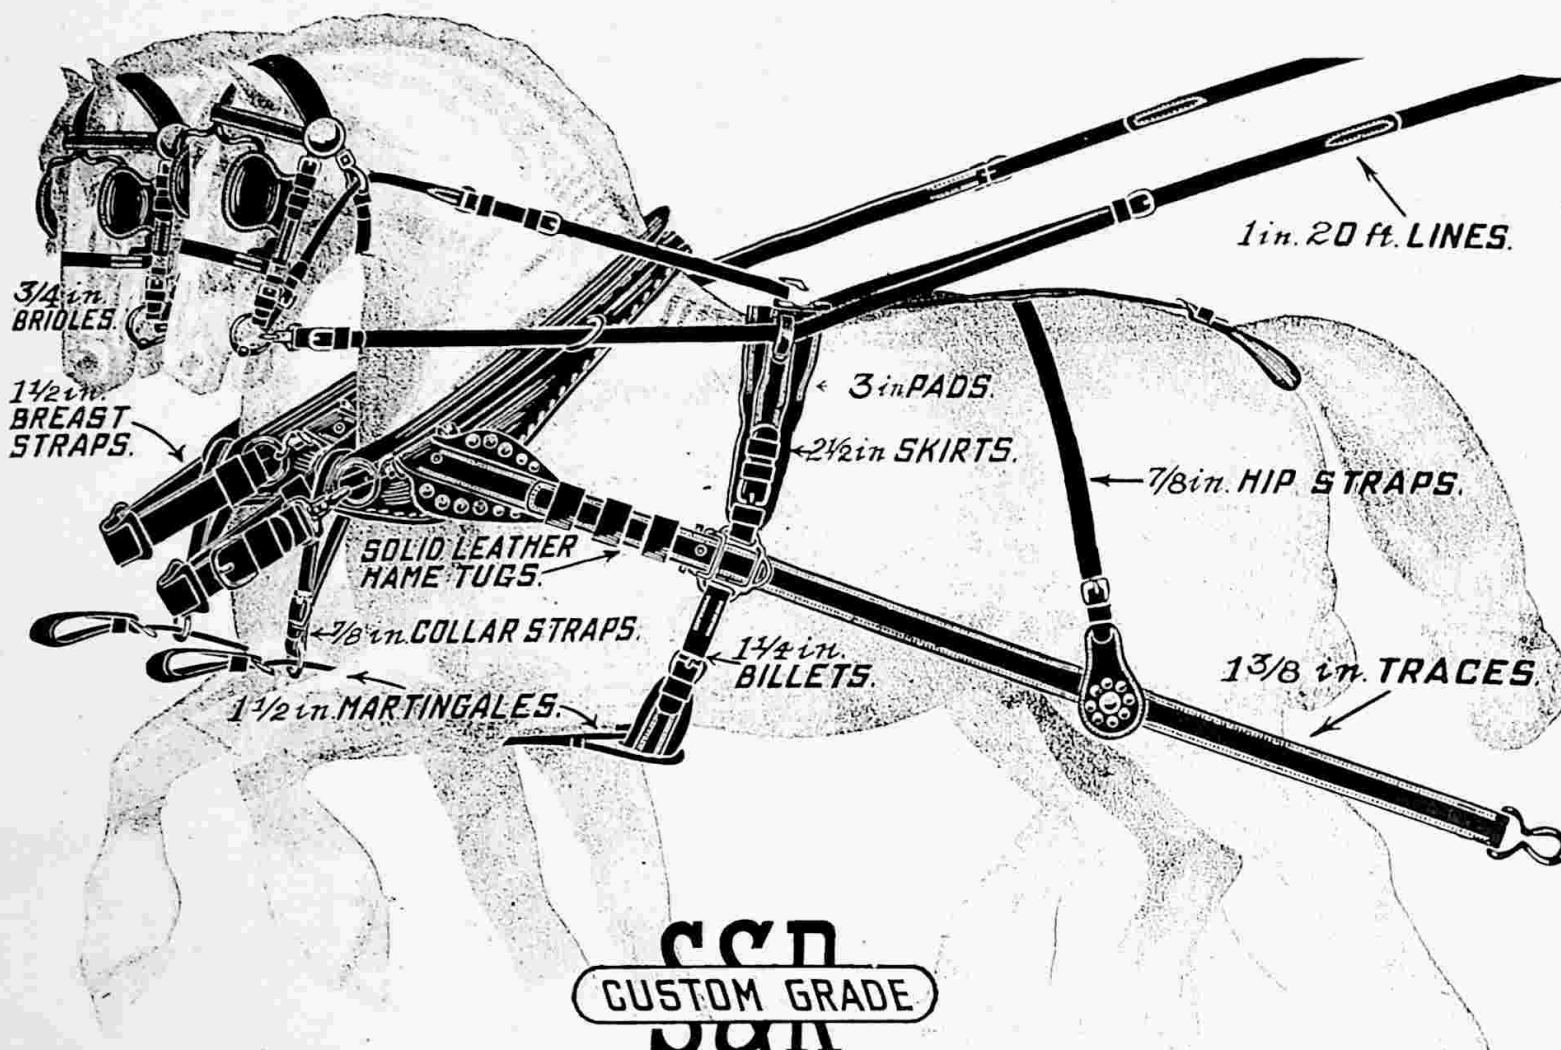 1 in. 20 ft. LINES.
3/4 in.
BRIDLES.
1 1/2 in.
BREAST
STRAPS.
3 in PADS.
2 1/2 in SKIRTS.
7/8 in. HIP STRAPS.
SOLID LEATHER
HAME TUGS.
7/8 in. COLLAR STRAPS.
1 1/4 in.
BILLETS.
1 3/8 in. TRACES
1 1/2 in. MARTINGALES.
S&R
CUSTOM GRADE